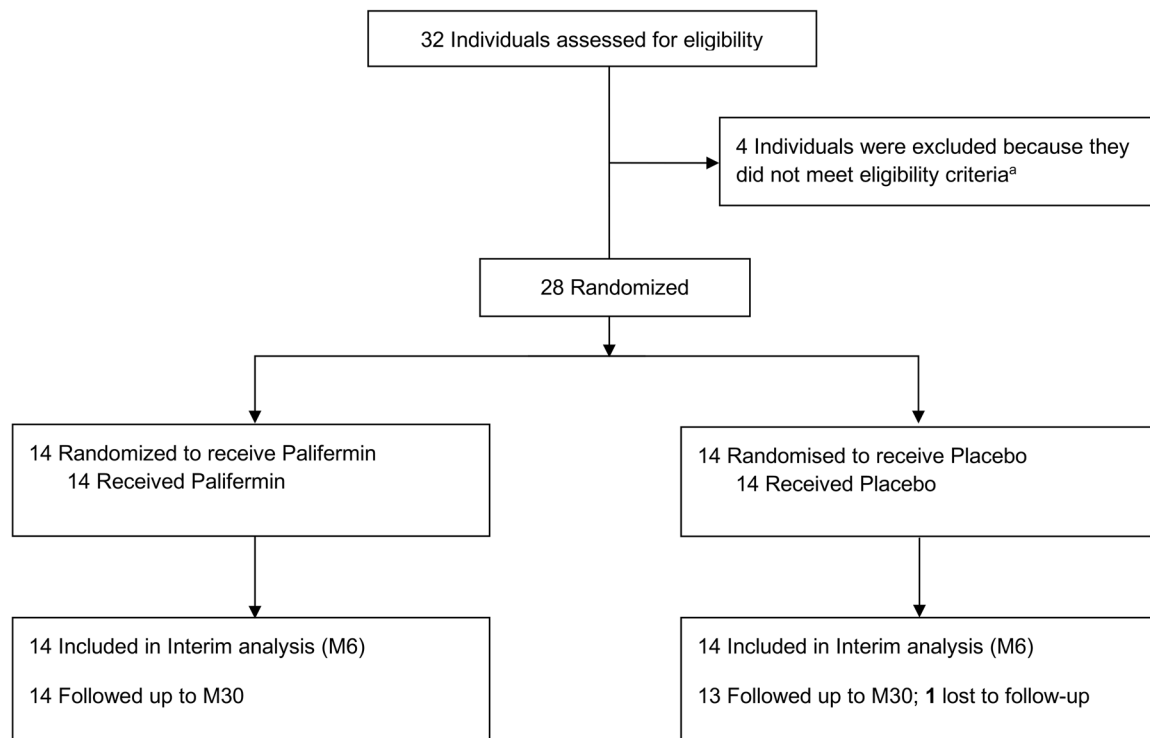 32 Individuals assessed for eligibility
4 Individuals were excluded because they
did not meet eligibility criteriaᵃ
28 Randomized
14 Randomized to receive Palifermin
14 Received Palifermin
14 Randomised to receive Placebo
14 Received Placebo
14 Included in Interim analysis (M6)
14 Followed up to M30
14 Included in Interim analysis (M6)
13 Followed up to M30; 1 lost to follow-up